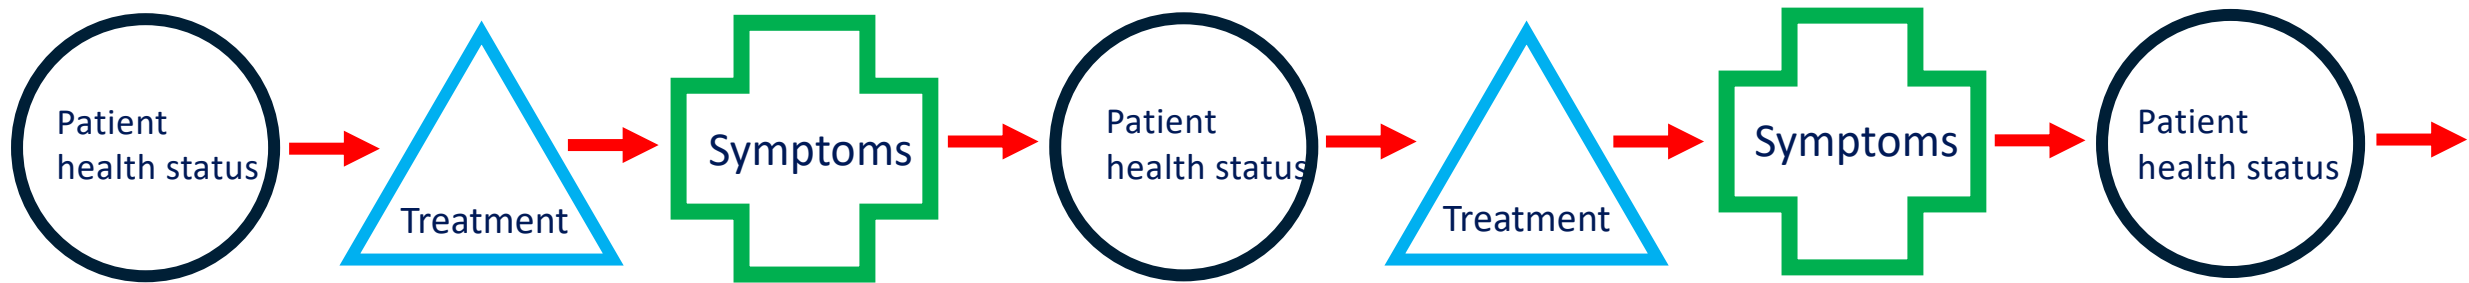 Patient
health status
Treatment
Symptoms
Patient
health status
Treatment
Symptoms
Patient
health status